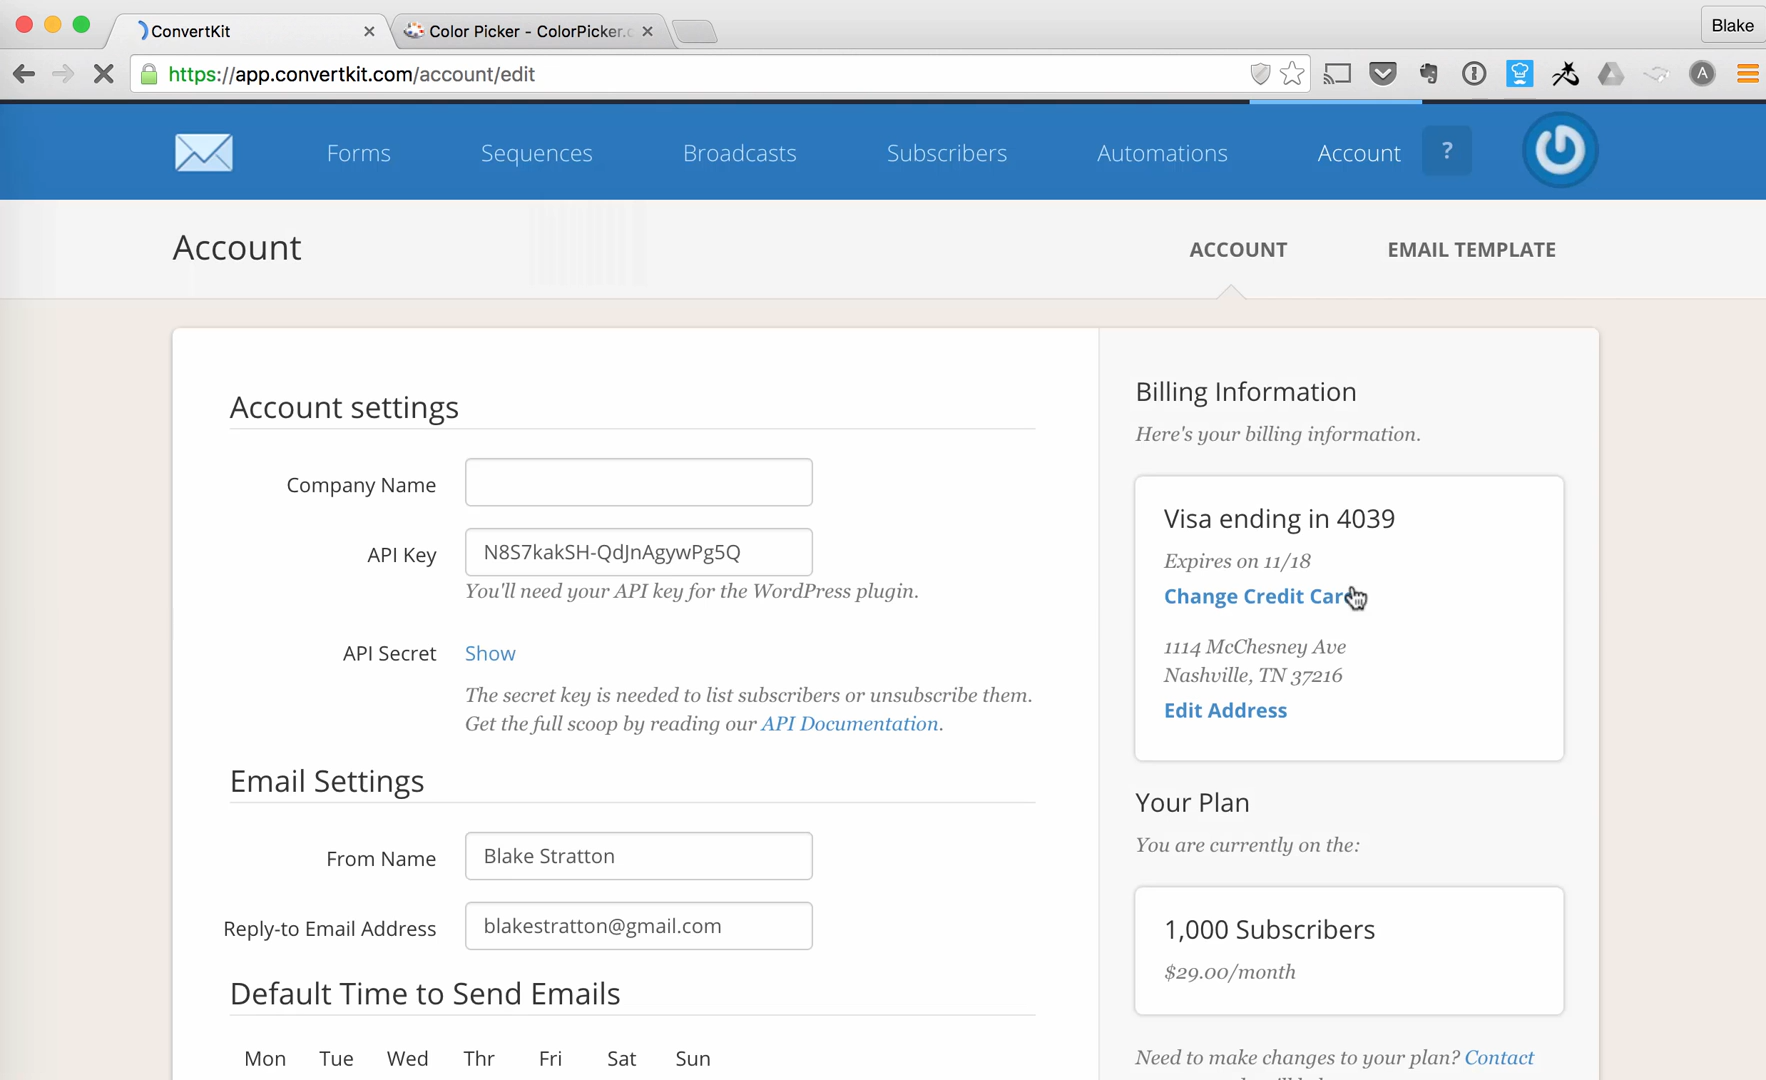 ConvertKit
Color Picker - ColorPicker.c
Blake
https://app.convertkit.com/account/edit
Forms
Sequences
Broadcasts
Subscribers
Automations
Account
?
Account
ACCOUNT
EMAIL TEMPLATE
Account settings
Company Name
API Key
N8S7kakSH-QdJnAgywPg5Q
You'll need your API key for the WordPress plugin.
API Secret
Show
The secret key is needed to list subscribers or unsubscribe them.
Get the full scoop by reading our API Documentation.
Email Settings
From Name
Blake Stratton
Reply-to Email Address
blakestratton@gmail.com
Default Time to Send Emails
Mon Tue Wed Thr Fri Sat Sun
Billing Information
Here's your billing information.
Visa ending in 4039
Expires on 11/18
Change Credit Car
1114 McChesney Ave
Nashville, TN 37216
Edit Address
Your Plan
You are currently on the:
1,000 Subscribers
$29.00/month
Need to make changes to your plan? Contact